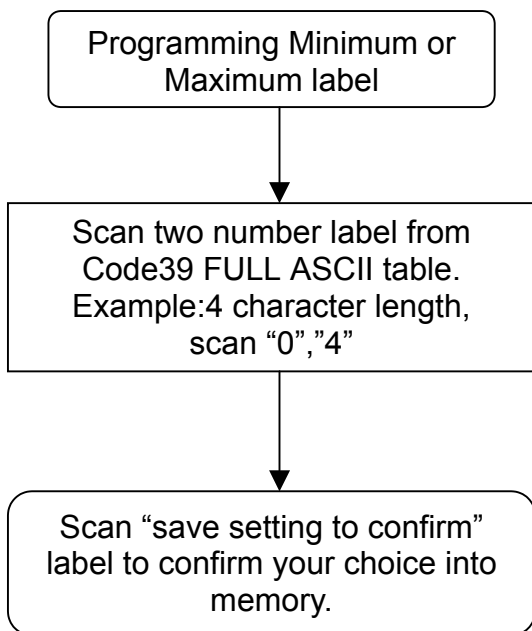 Programming Minimum or
Maximum label
Scan two number label from
Code39 FULL ASCII table.
Example:4 character length,
scan “0”,”4”
Scan “save setting to confirm”
label to confirm your choice into
memory.